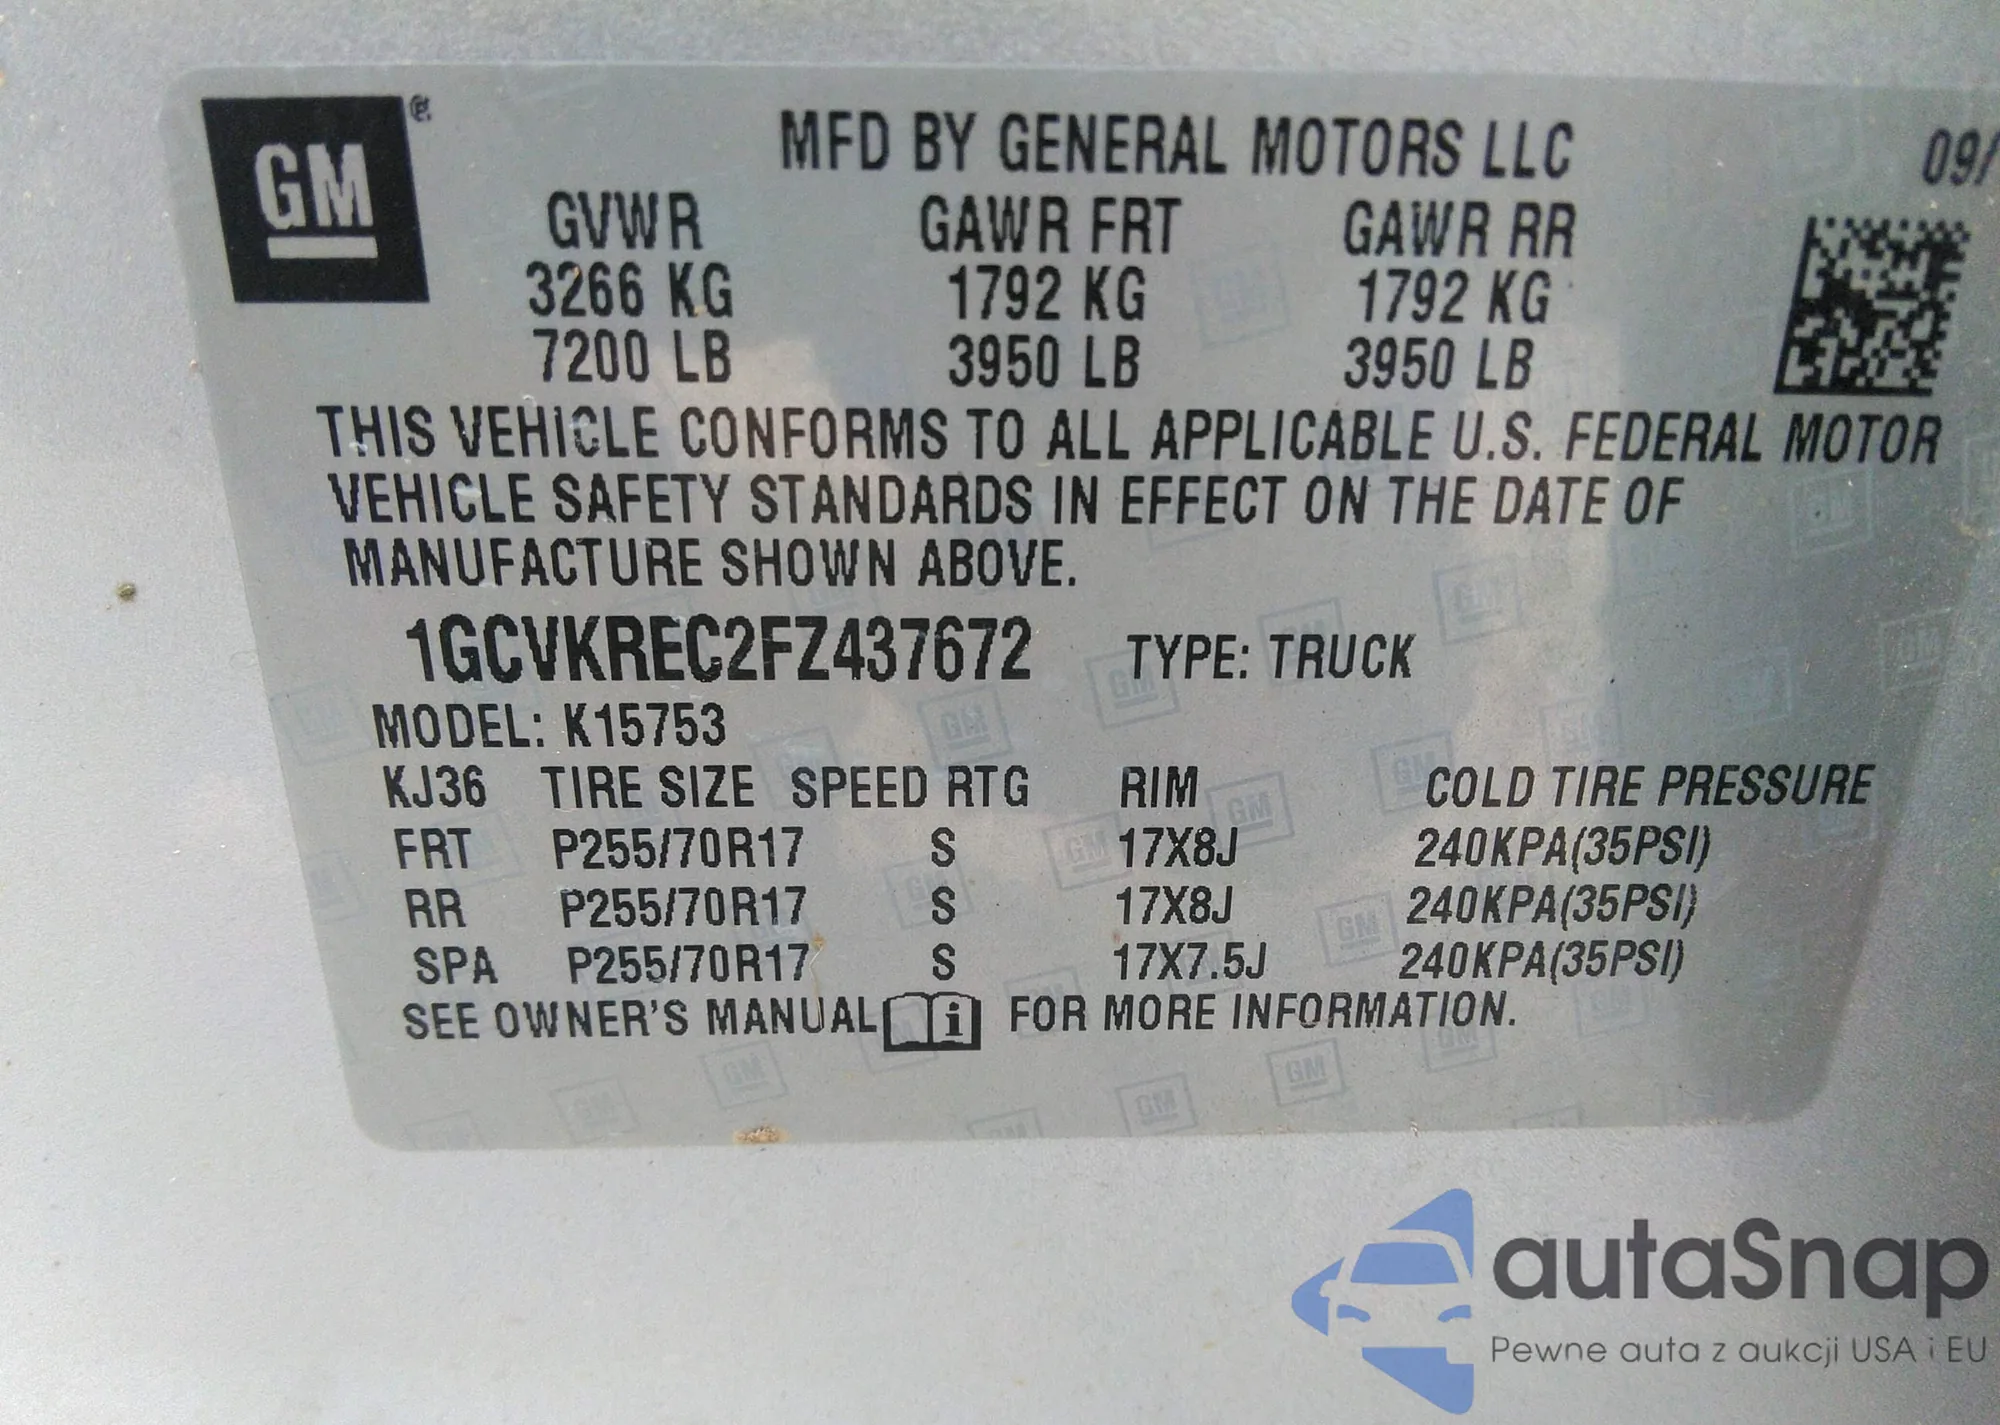 GM ®
MFD BY GENERAL MOTORS LLC 09/
GVWR GAWR FRT GAWR RR
3266 KG 1792 KG 1792 KG
7200 LB 3950 LB 3950 LB
THIS VEHICLE CONFORMS TO ALL APPLICABLE U.S. FEDERAL MOTOR
VEHICLE SAFETY STANDARDS IN EFFECT ON THE DATE OF
MANUFACTURE SHOWN ABOVE.
1GCVKREC2FZ437672 TYPE: TRUCK
MODEL: K15753
KJ36 TIRE SIZE SPEED RTG RIM COLD TIRE PRESSURE
FRT P255/70R17 S 17X8J 240KPA(35PSI)
RR P255/70R17 S 17X8J 240KPA(35PSI)
SPA P255/70R17 S 17X7.5J 240KPA(35PSI)
SEE OWNER'S MANUAL i FOR MORE INFORMATION.
autaSnap
Pewne auta z aukcji USA i EU